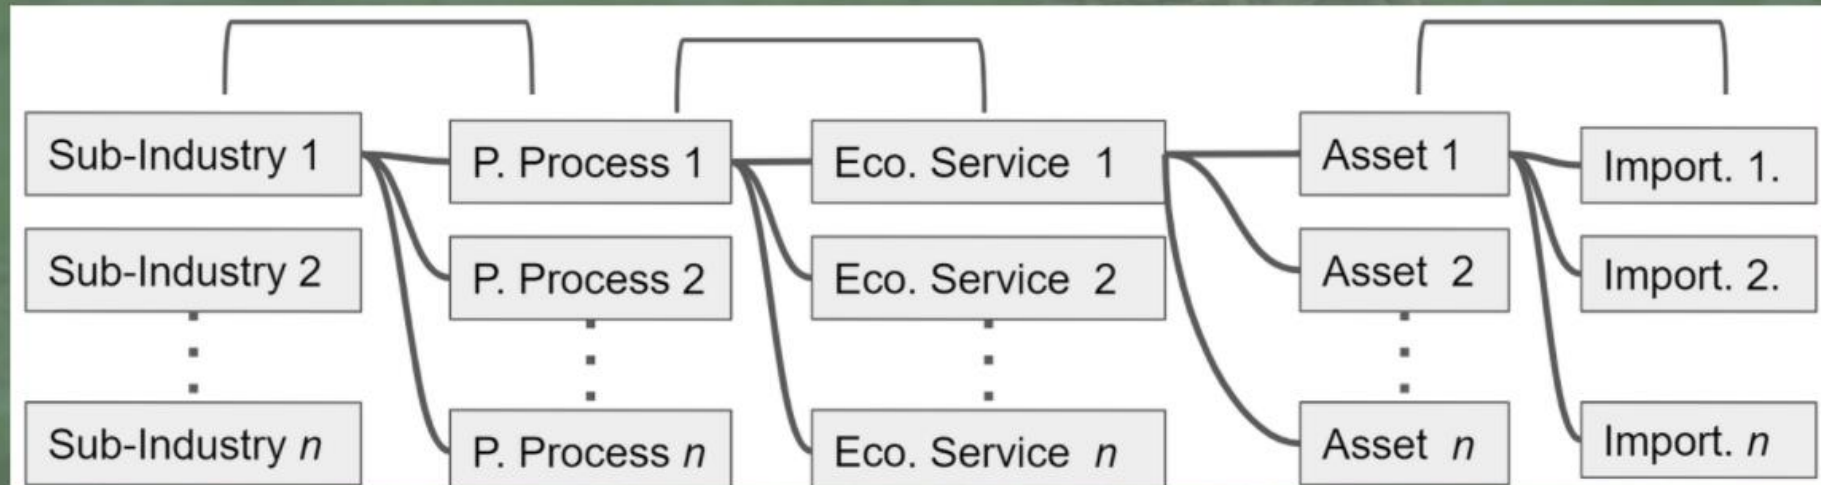 Sub-Industry 1
Sub-Industry 2
Sub-Industry n
P. Process 1
P. Process 2
P. Process n
Eco. Service 1
Eco. Service 2
Eco. Service n
Asset 1
Asset 2
Asset n
Import. 1.
Import. 2.
Import. n